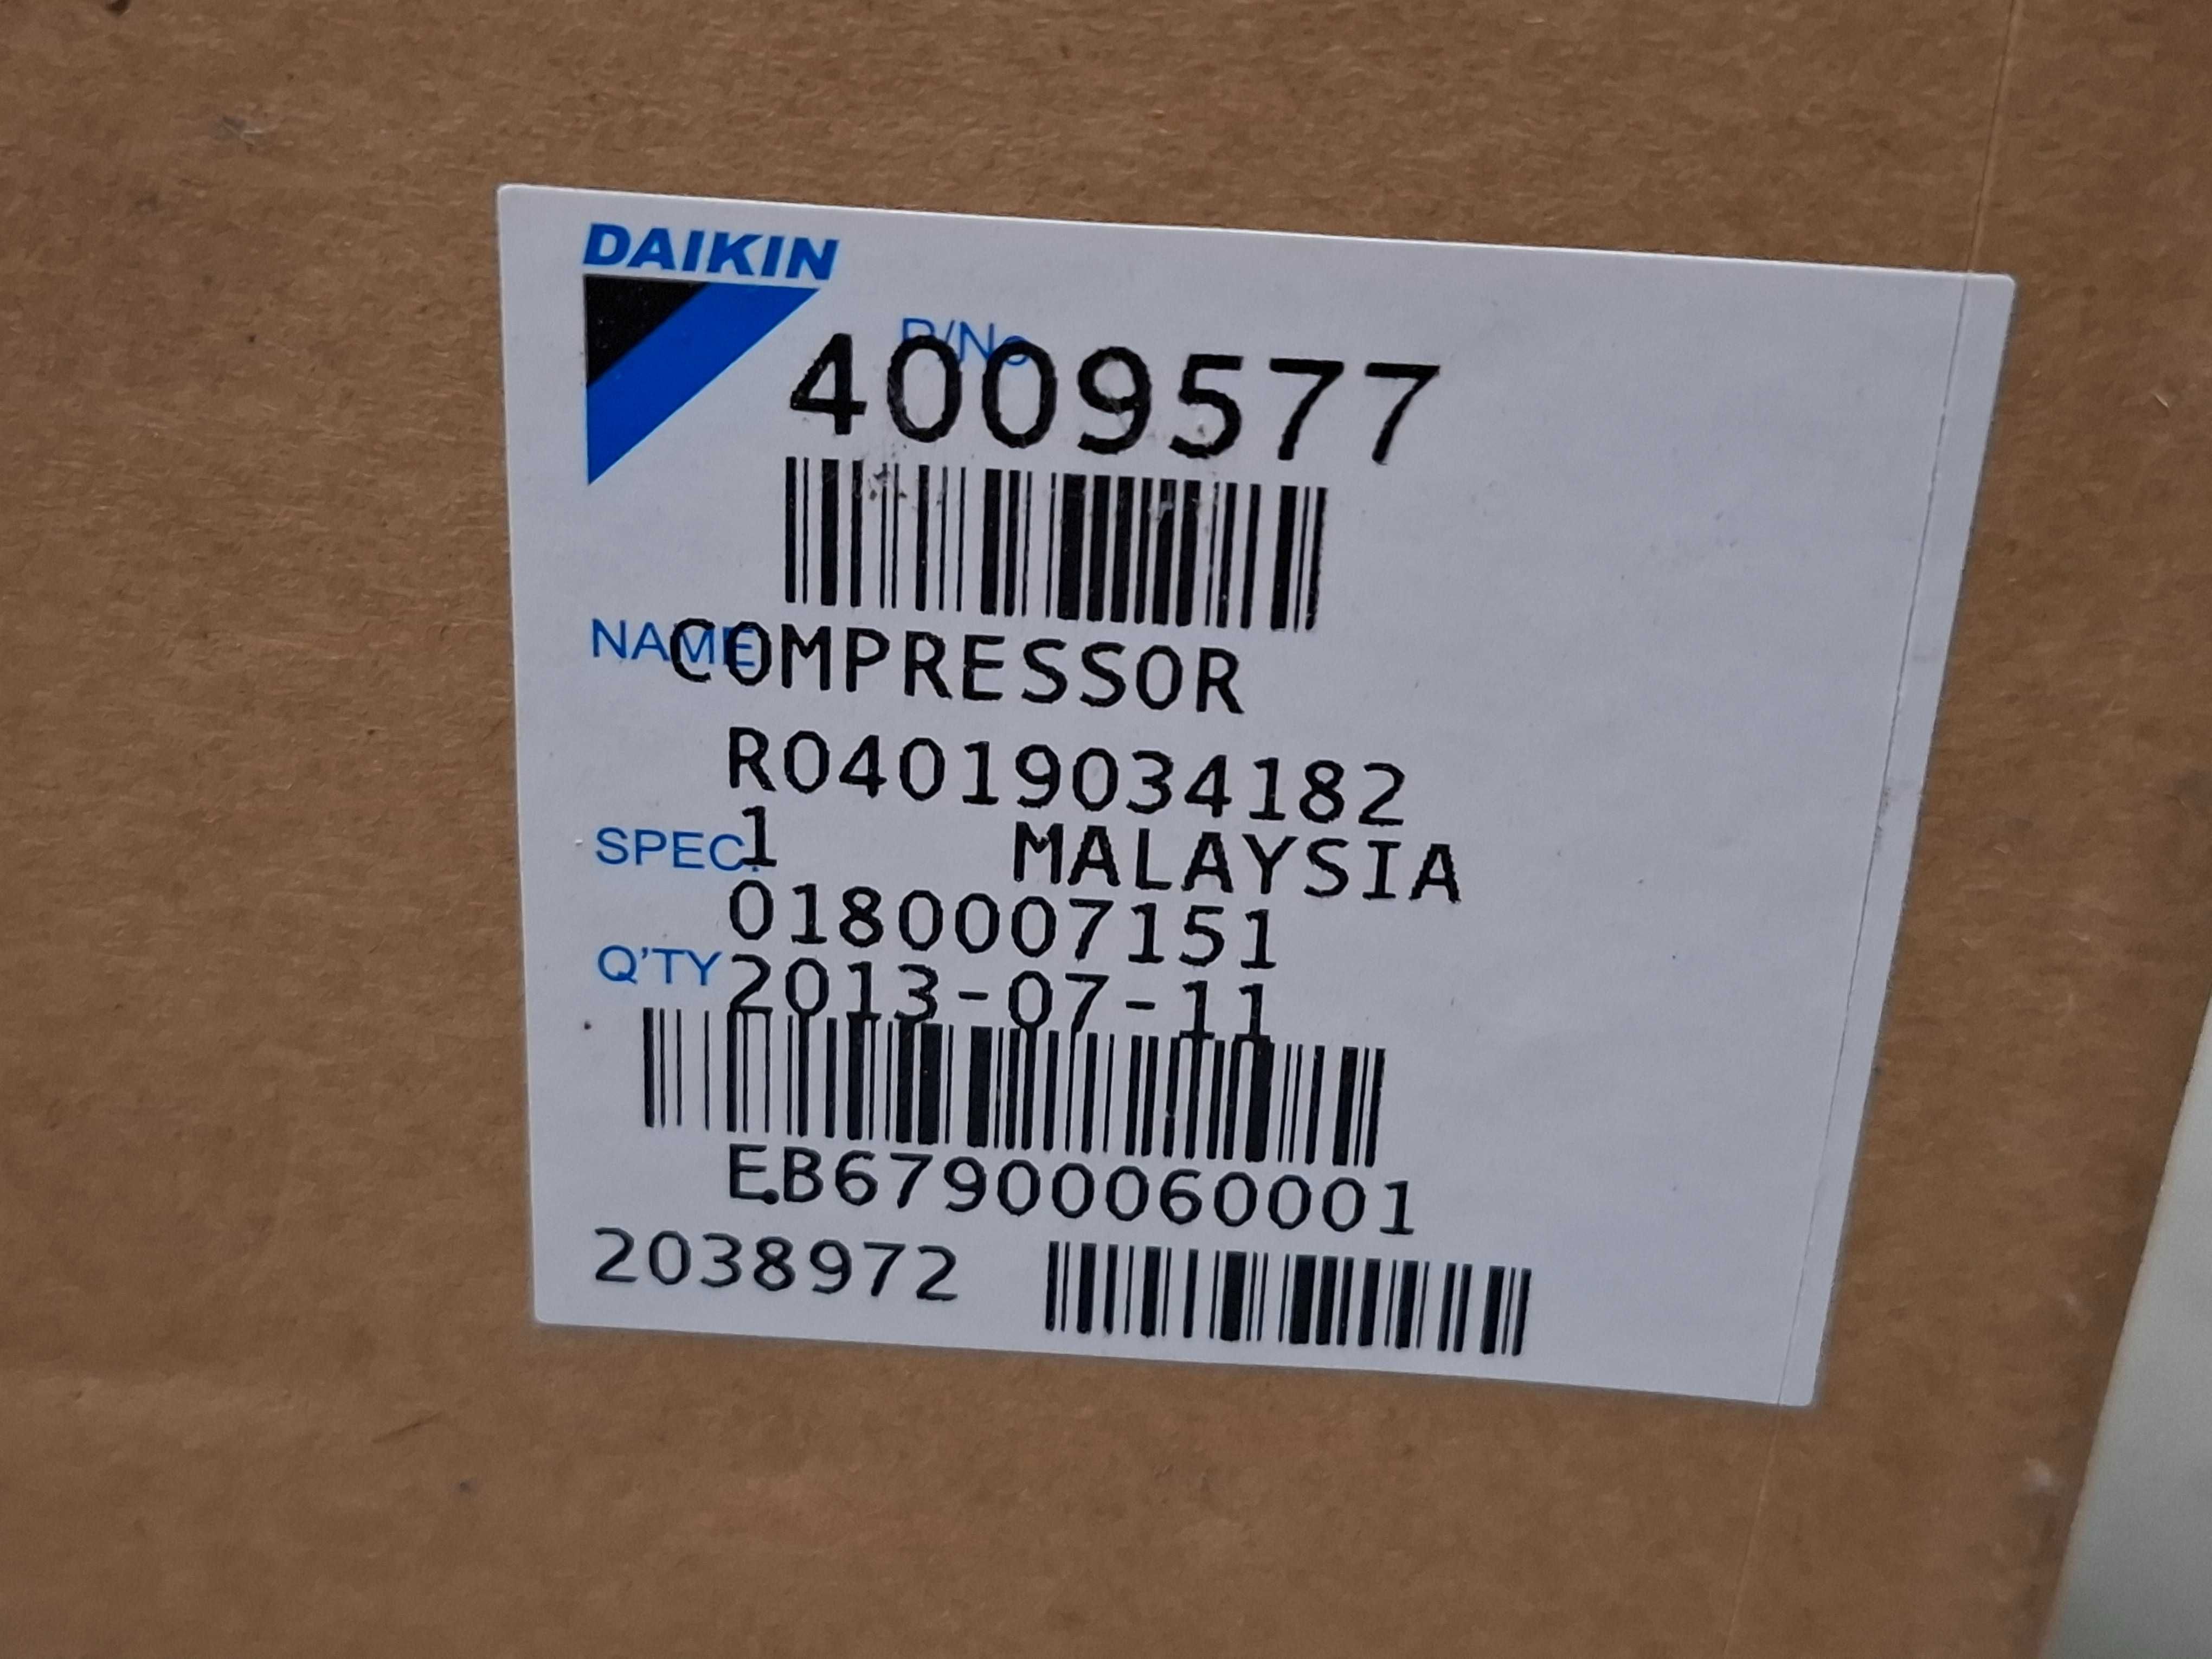 DAIKIN
P/No
4009577
NAME COMPRESSOR
R04019034182
SPEC. 1 MALAYSIA
0180007151
Q'TY 2013-07-11
EB67900060001
2038972